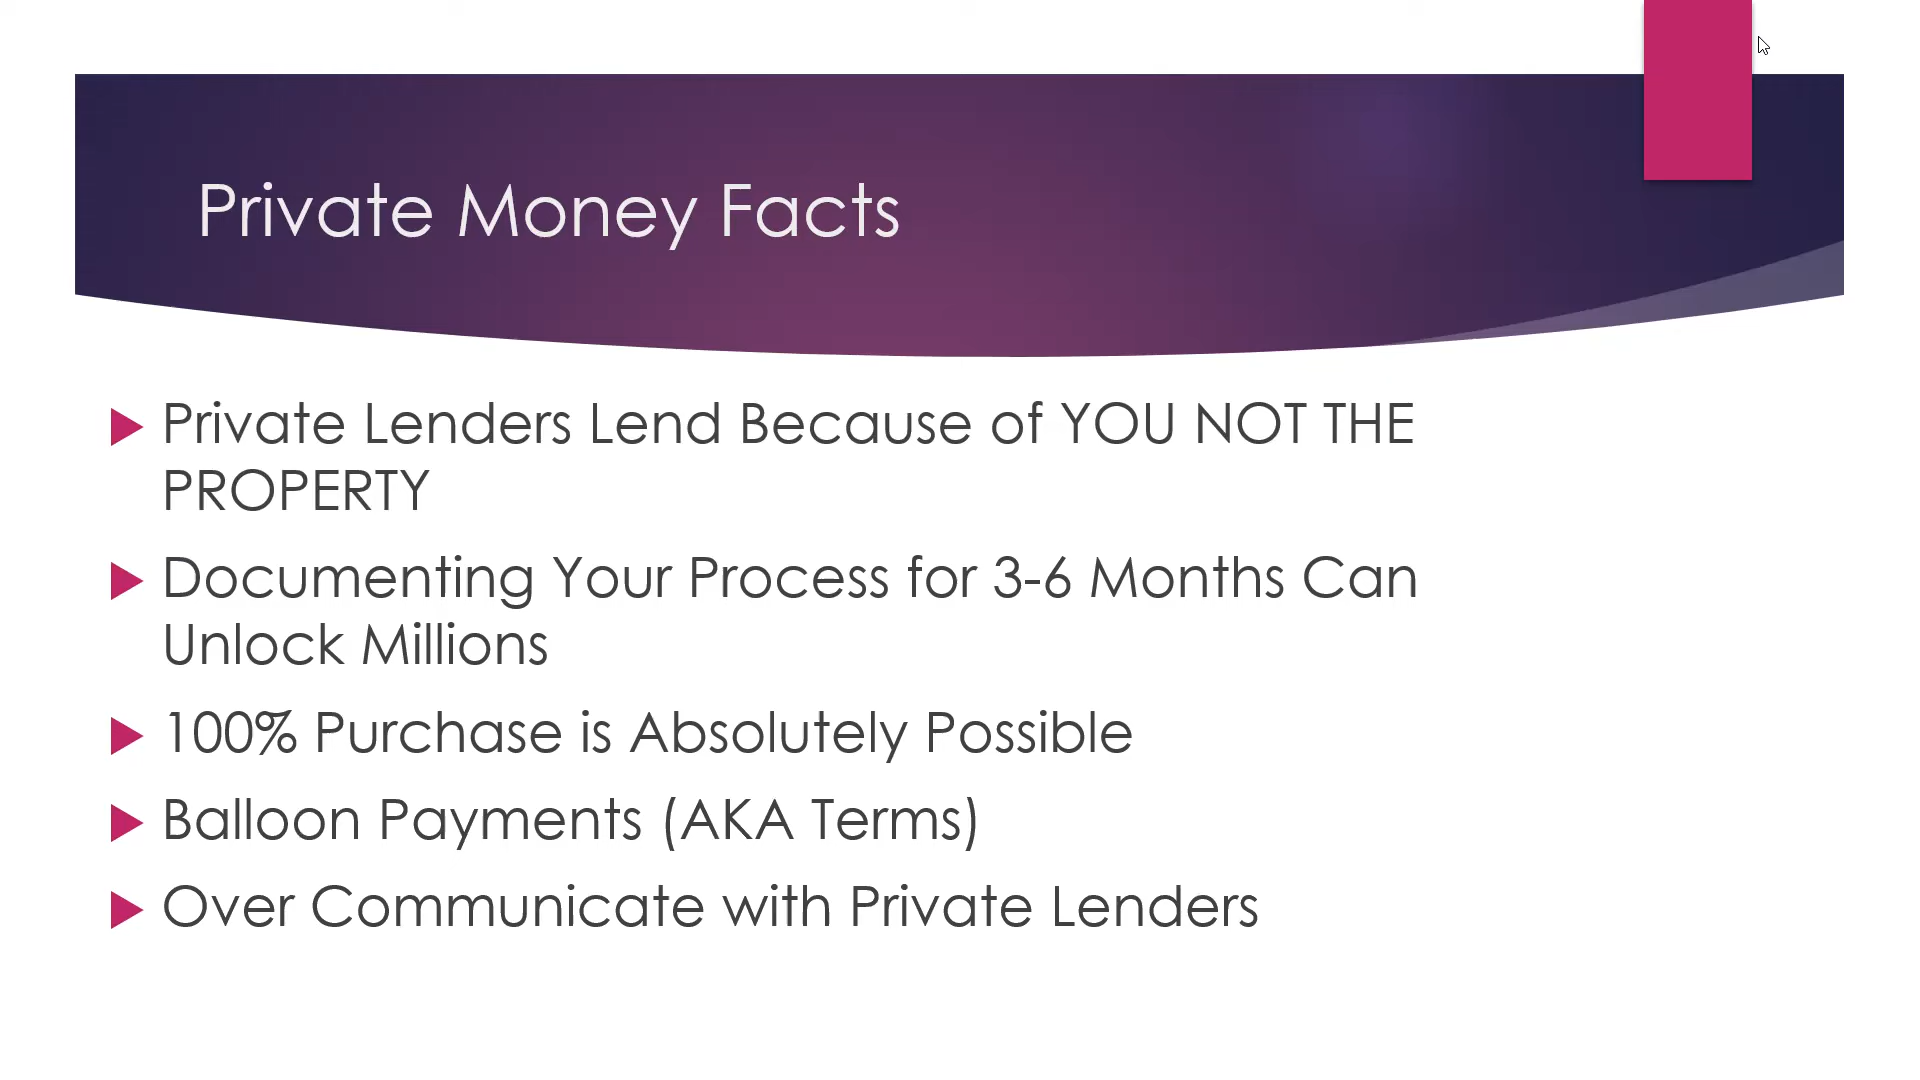 Private Money Facts
Private Lenders Lend Because of YOU NOT THE
PROPERTY
Documenting Your Process for 3-6 Months Can
Unlock Millions
100% Purchase is Absolutely Possible
Balloon Payments (AKA Terms)
Over Communicate with Private Lenders